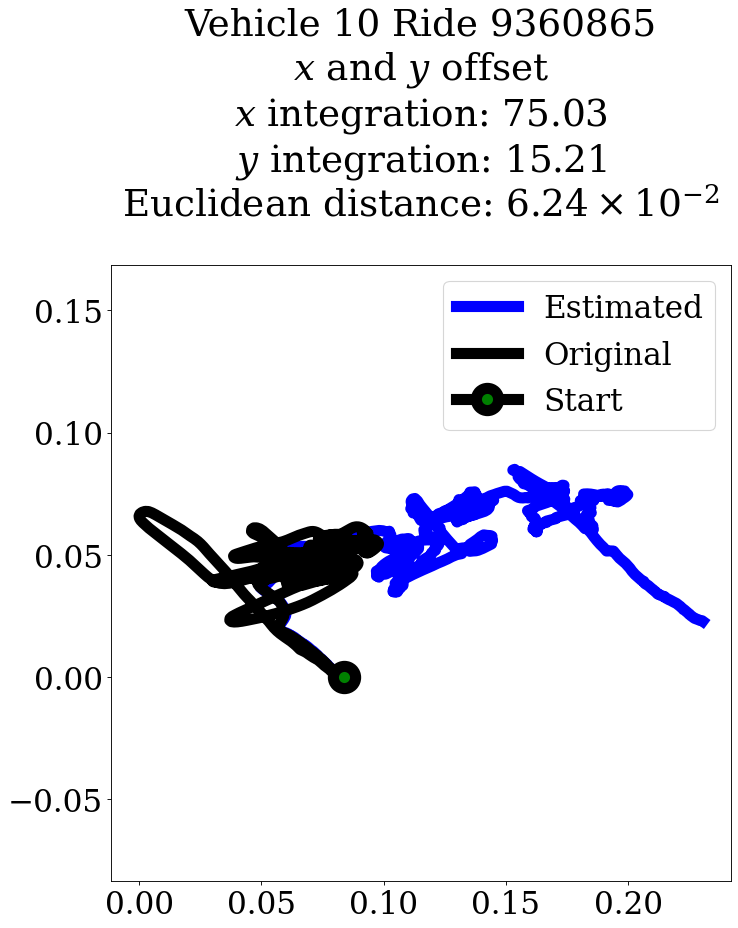 Vehicle 10 Ride 9360865
x and y offset
x integration: 75.03
y integration: 15.21
Euclidean distance: 6.24 × 10⁻²
Estimated
Original
Start
0.15
0.10
0.05
0.00
−0.05
0.00 0.05 0.10 0.15 0.20